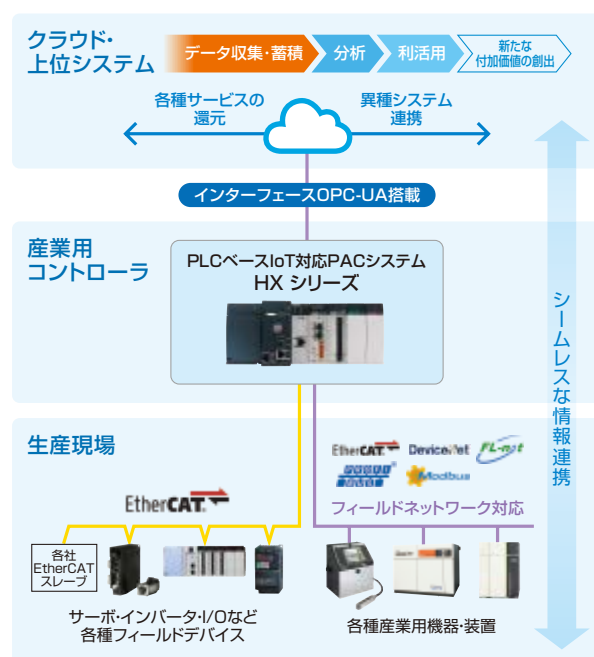 クラウド・
上位システム
データ収集・蓄積
分析
利活用
新たな
付加価値の創出
各種サービスの
還元
異種システム
連携
インターフェースOPC-UA搭載
産業用
コントローラ
PLCベースIoT対応PACシステム
HX シリーズ
シームレスな情報連携
生産現場
EtherCAT
DeviceNet
FL-net
Modbus
EtherCAT
フィールドネットワーク対応
各社
EtherCAT
スレーブ
サーボ・インバータ・I/Oなど
各種フィールドデバイス
各種産業用機器・装置